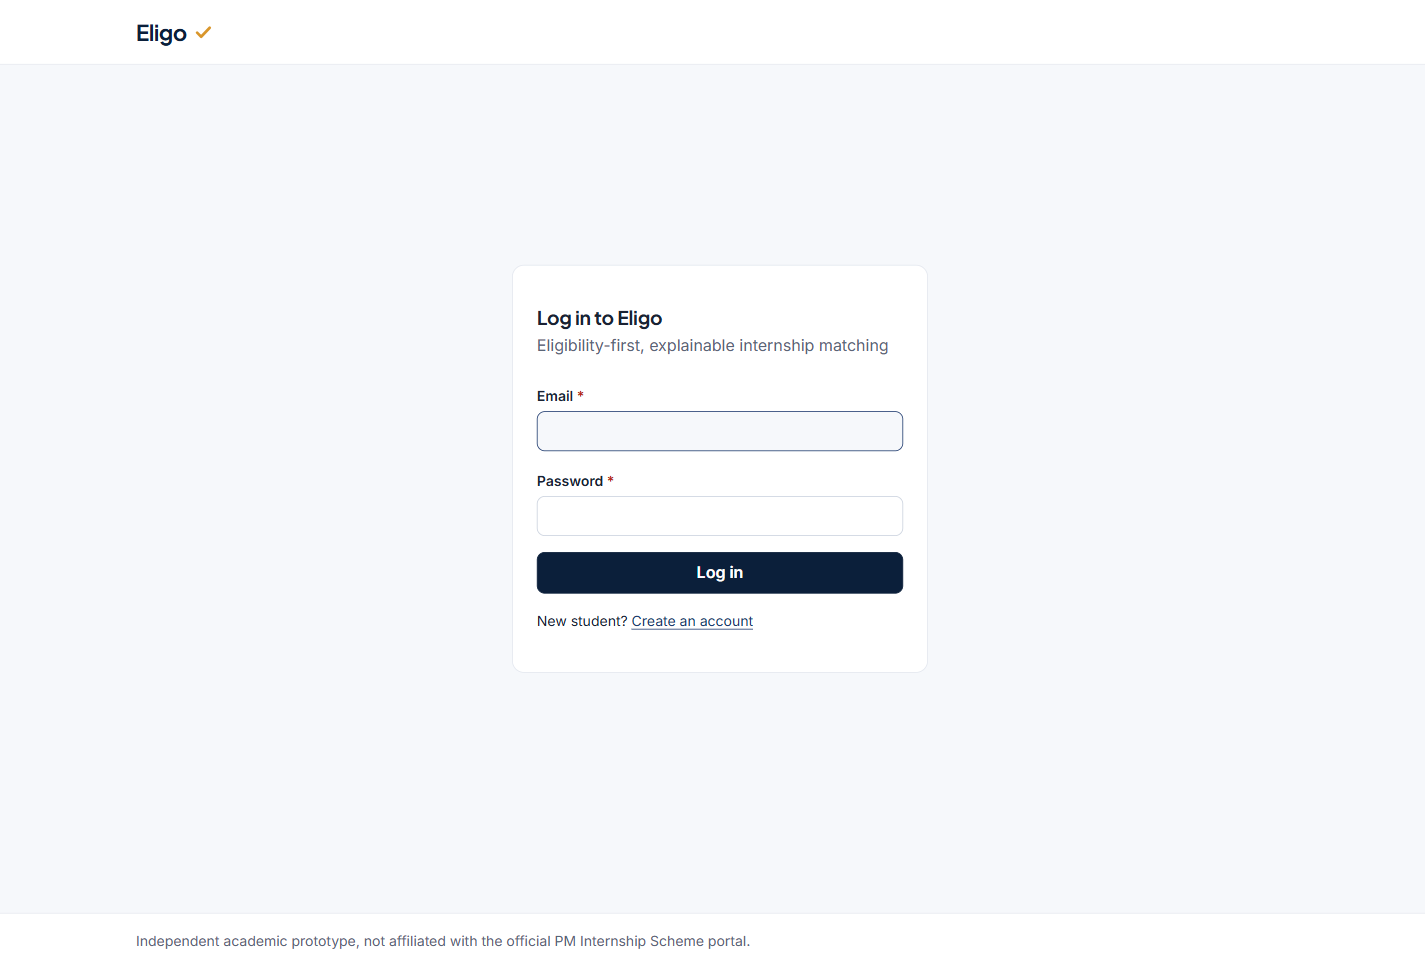 Eligo
Log in to Eligo
Eligibility-first, explainable internship matching
Email *
Password *
Log in
New student? Create an account
Independent academic prototype, not affiliated with the official PM Internship Scheme portal.